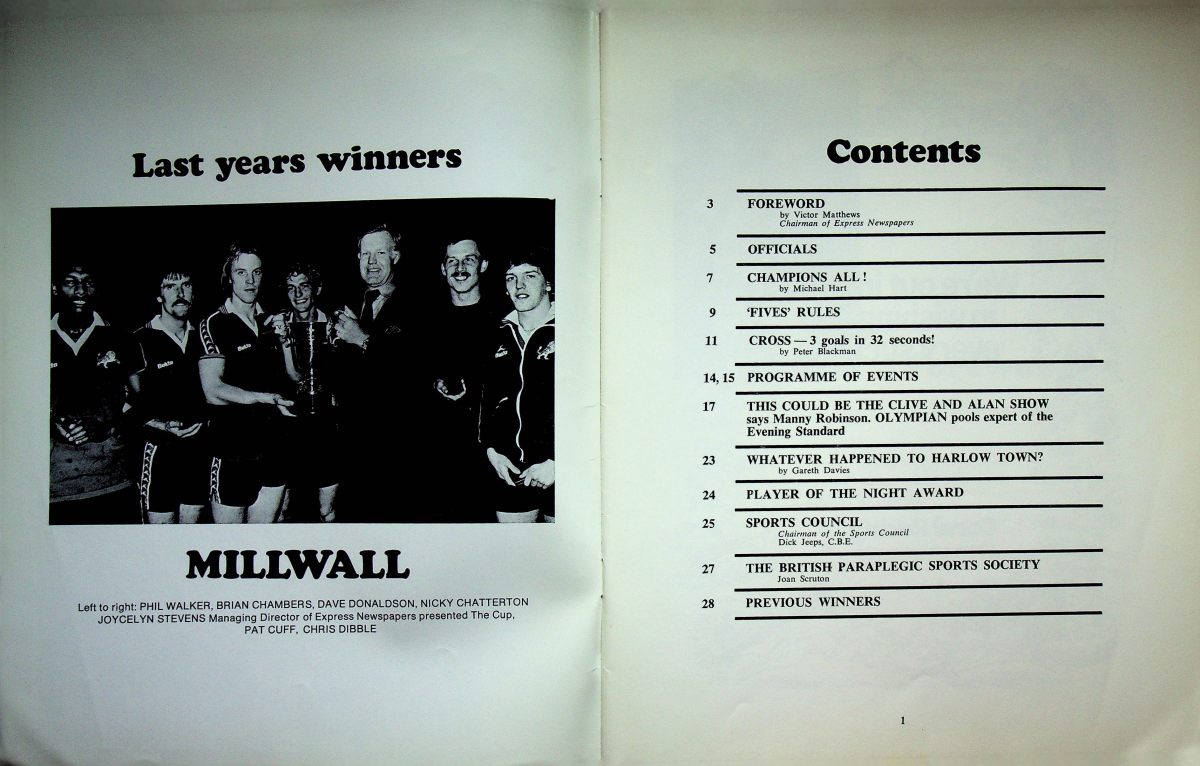 Last years winners
Bukta
Bukta
Bukta
MILLWALL
Left to right: PHIL WALKER, BRIAN CHAMBERS, DAVE DONALDSON, NICKY CHATTERTON
JOYCELYN STEVENS Managing Director of Express Newspapers presented The Cup,
PAT CUFF, CHRIS DIBBLE
Contents
3 FOREWORD
by Victor Matthews
Chairman of Express Newspapers
5 OFFICIALS
7 CHAMPIONS ALL!
by Michael Hart
9 ‘FIVES’ RULES
11 CROSS — 3 goals in 32 seconds!
by Peter Blackman
14, 15 PROGRAMME OF EVENTS
17 THIS COULD BE THE CLIVE AND ALAN SHOW
says Manny Robinson. OLYMPIAN pools expert of the
Evening Standard
23 WHATEVER HAPPENED TO HARLOW TOWN?
by Gareth Davies
24 PLAYER OF THE NIGHT AWARD
25 SPORTS COUNCIL
Chairman of the Sports Council
Dick Jeeps, C.B.E.
27 THE BRITISH PARAPLEGIC SPORTS SOCIETY
Joan Scruton
28 PREVIOUS WINNERS
1